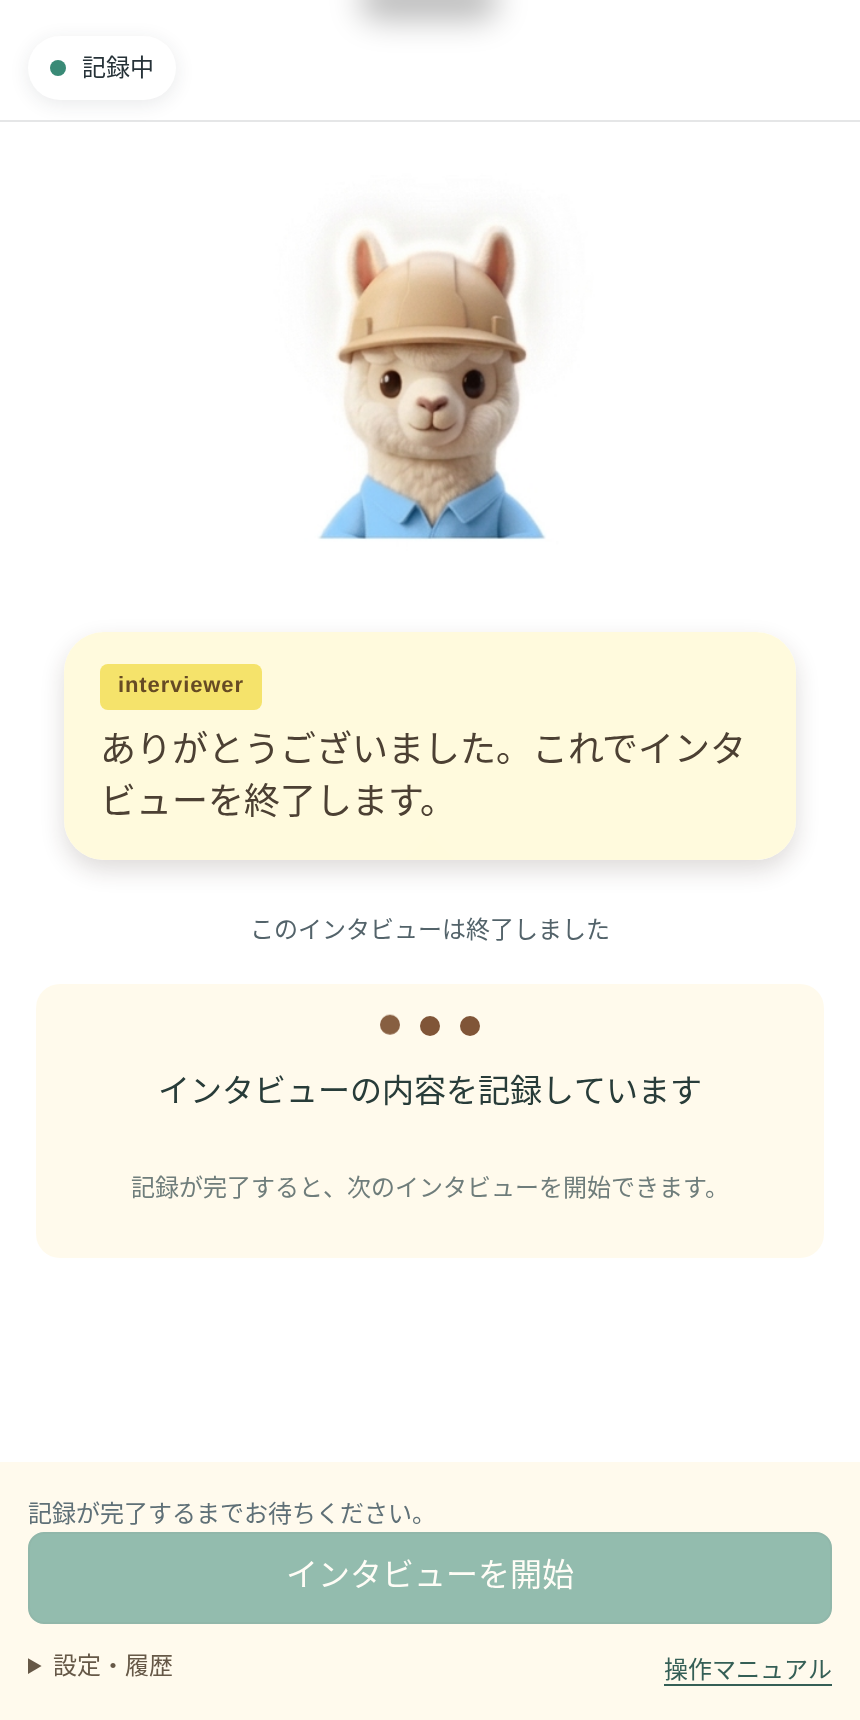 記録中
interviewer
ありがとうございました。これでインタ
ビューを終了します。
このインタビューは終了しました
インタビューの内容を記録しています
記録が完了すると、次のインタビューを開始できます。
記録が完了するまでお待ちください。
インタビューを開始
▶ 設定・履歴
操作マニュアル